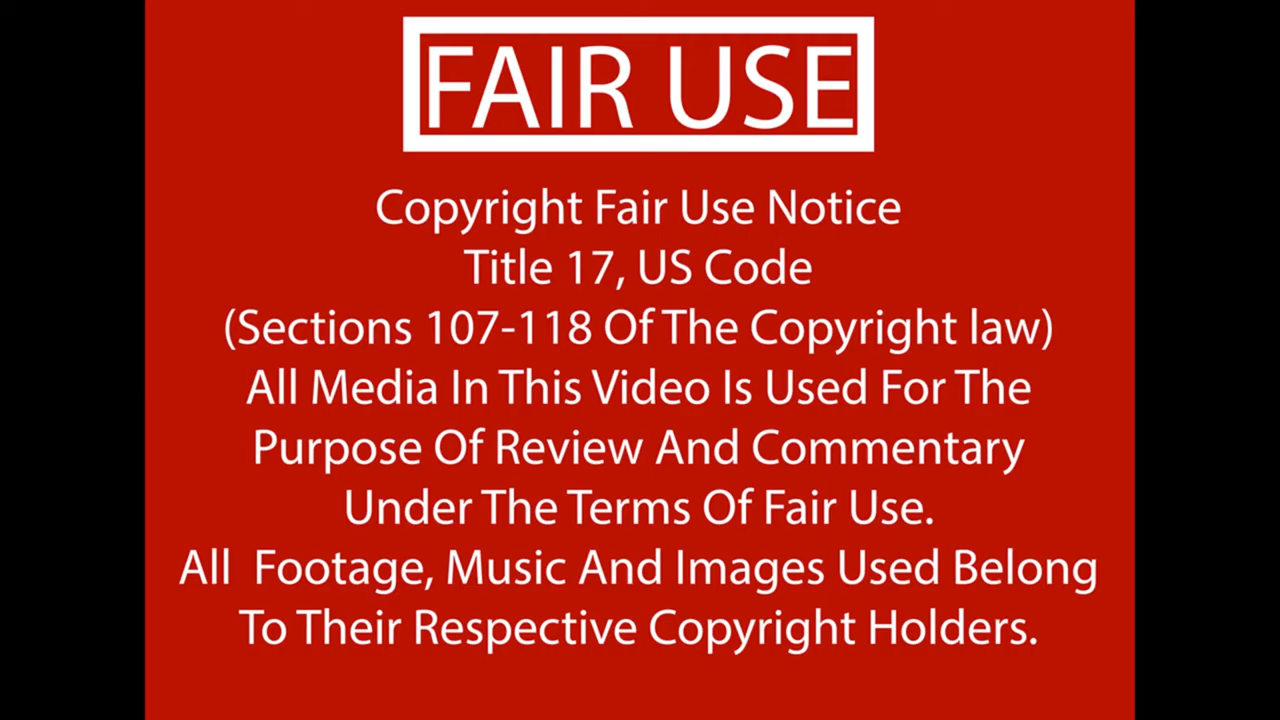 FAIR USE
Copyright Fair Use Notice
Title 17, US Code
(Sections 107-118 Of The Copyright law)
All Media In This Video Is Used For The
Purpose Of Review And Commentary
Under The Terms Of Fair Use.
All  Footage, Music And Images Used Belong
To Their Respective Copyright Holders.